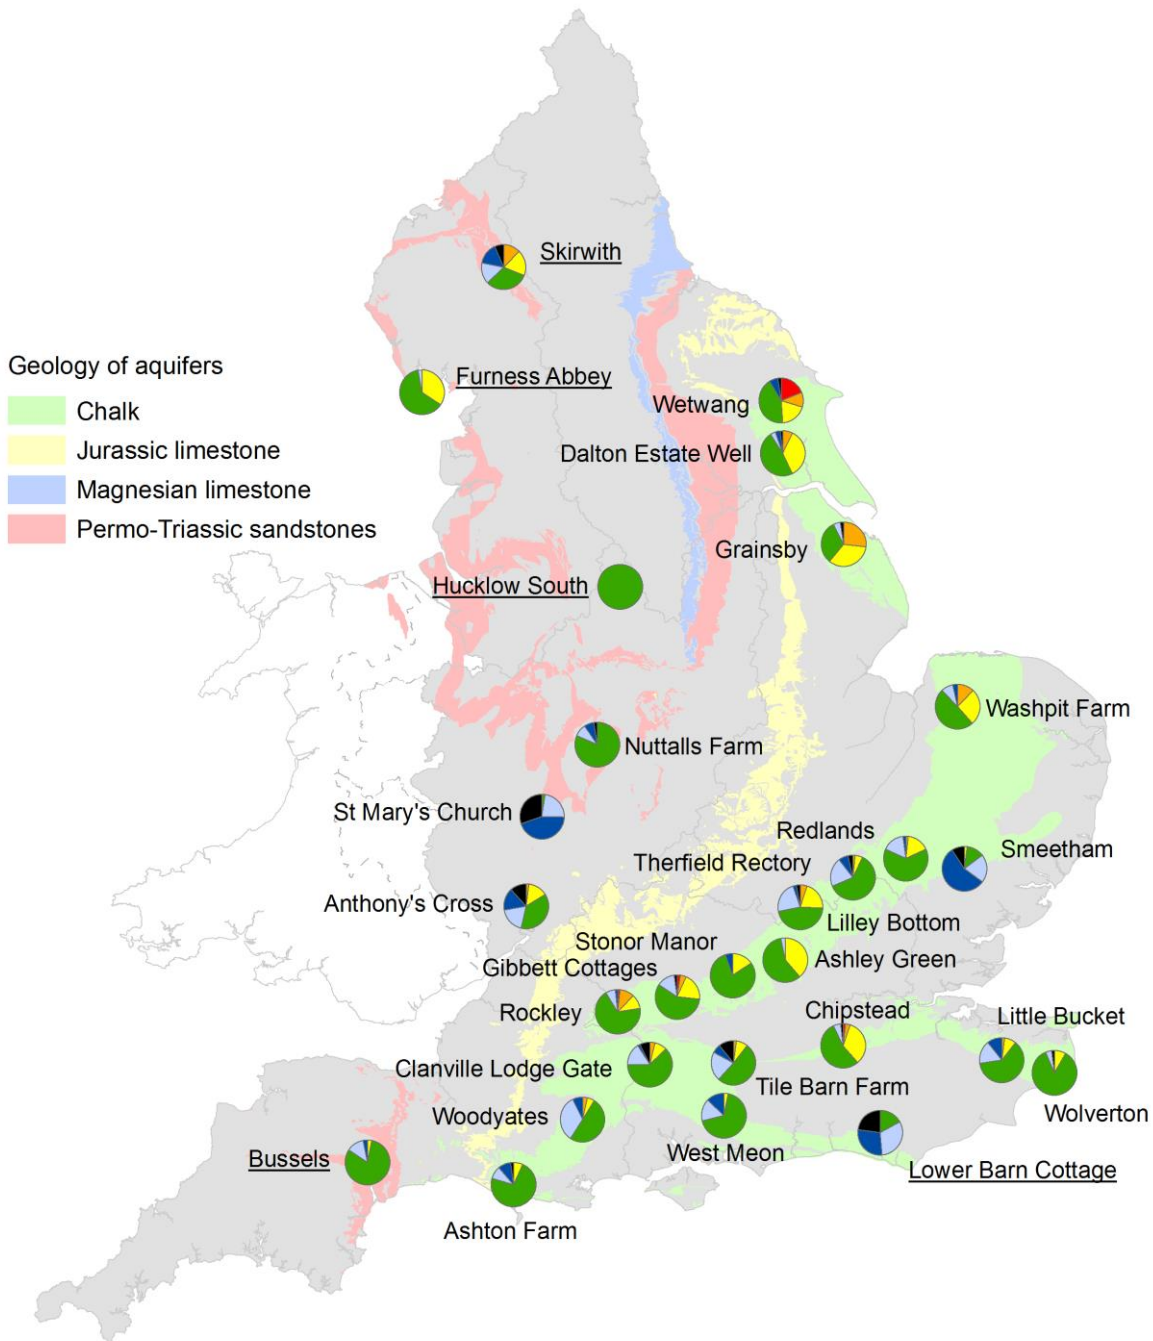 Skirwith
Furness Abbey
Geology of aquifers
Chalk
Jurassic limestone
Magnesian limestone
Permo-Triassic sandstones
Wetwang
Dalton Estate Well
Grainsby
Hucklow South
Washpit Farm
Nuttalls Farm
St Mary's Church
Redlands
Smeetham
Therfield Rectory
Anthony's Cross
Lilley Bottom
Stonor Manor
Ashley Green
Gibbett Cottages
Rockley
Chipstead
Little Bucket
Clanville Lodge Gate
Tile Barn Farm
Wolverton
Woodyates
West Meon
Bussels
Lower Barn Cottage
Ashton Farm